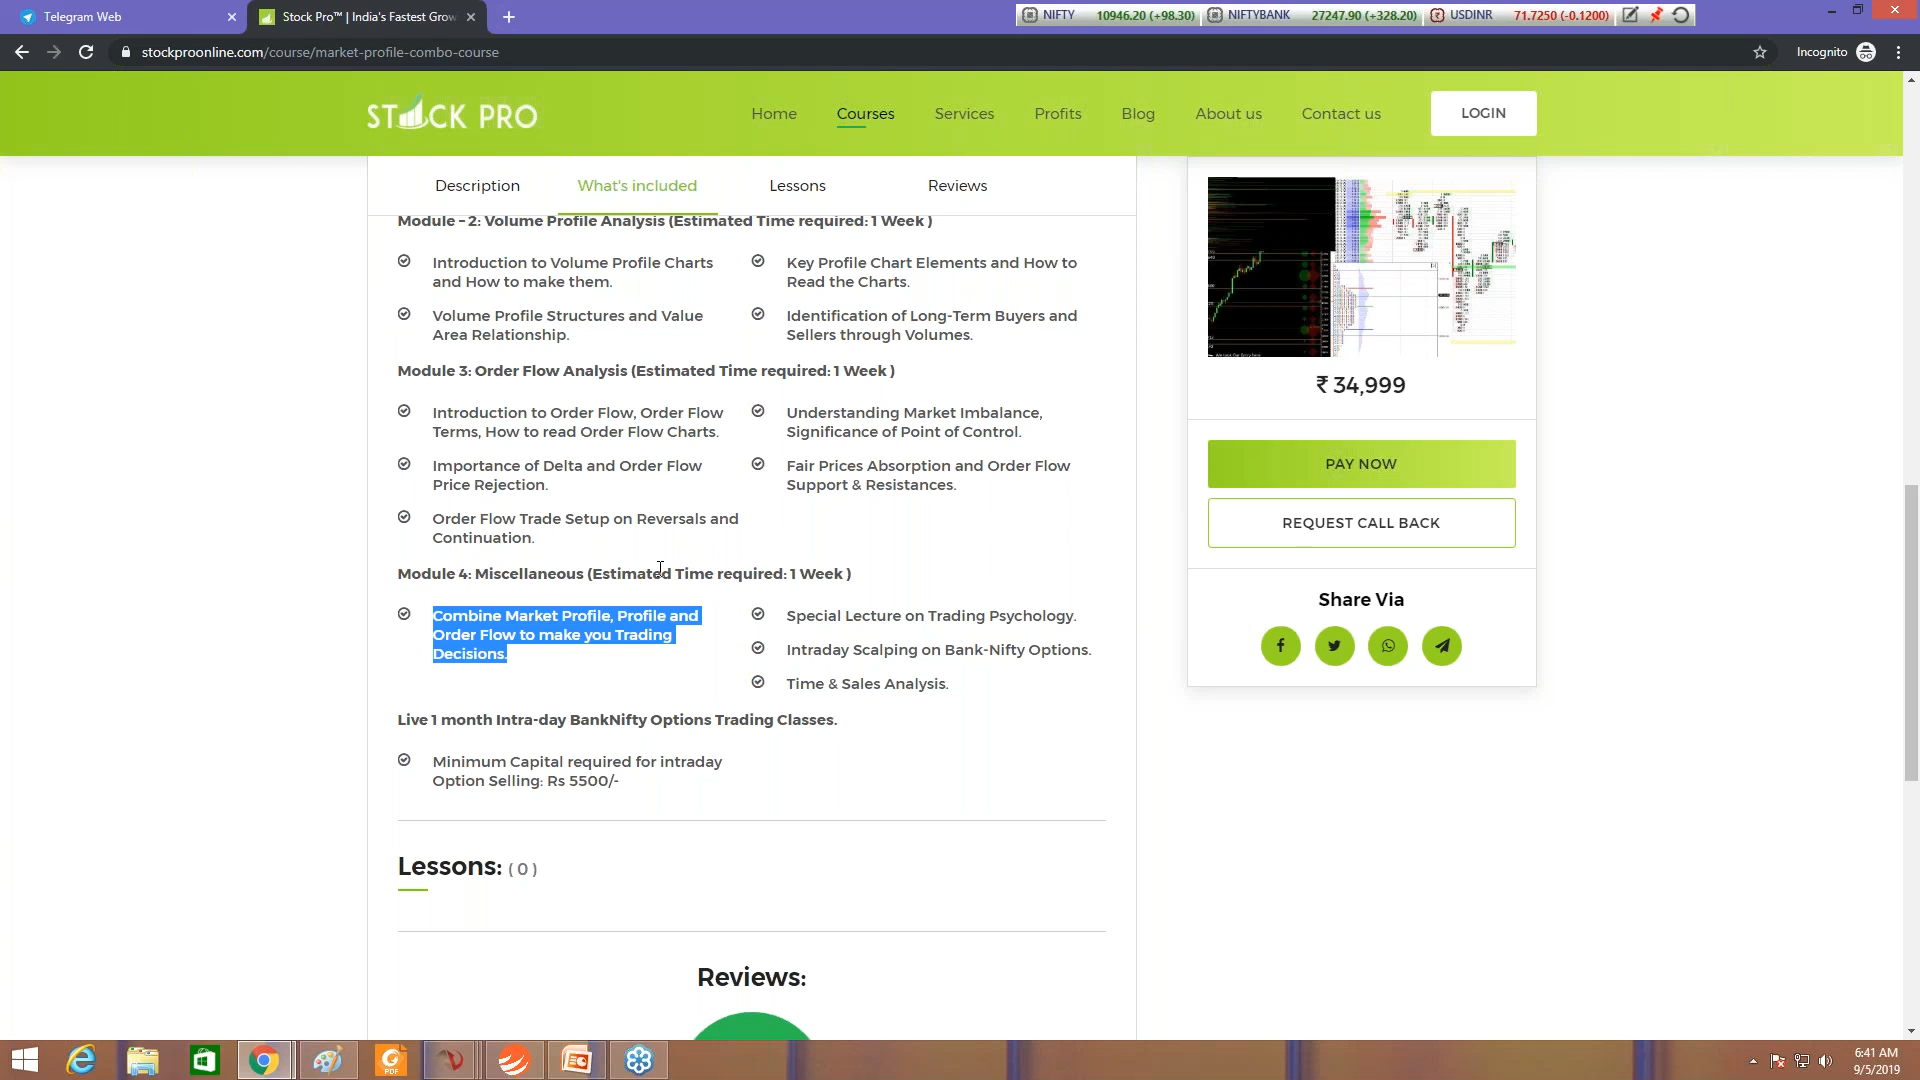 Telegram Web
Stock Pro™ | India's Fastest Grow
NIFTY 10946.20 (+98.30) NIFTYBANK 27247.90 (+328.20) USDINR 71.7250 (-0.1200)
stockproonline.com/course/market-profile-combo-course
Incognito
STOCK PRO
Home Courses Services Profits Blog About us Contact us LOGIN
Description What's included Lessons Reviews
Module – 2: Volume Profile Analysis (Estimated Time required: 1 Week )
Introduction to Volume Profile Charts
and How to make them.
Key Profile Chart Elements and How to
Read the Charts.
Volume Profile Structures and Value
Area Relationship.
Identification of Long-Term Buyers and
Sellers through Volumes.
Module 3: Order Flow Analysis (Estimated Time required: 1 Week )
Introduction to Order Flow, Order Flow
Terms, How to read Order Flow Charts.
Understanding Market Imbalance,
Significance of Point of Control.
Importance of Delta and Order Flow
Price Rejection.
Fair Prices Absorption and Order Flow
Support & Resistances.
Order Flow Trade Setup on Reversals and
Continuation.
Module 4: Miscellaneous (Estimated Time required: 1 Week )
Combine Market Profile, Profile and
Order Flow to make you Trading
Decisions.
Special Lecture on Trading Psychology.
Intraday Scalping on Bank-Nifty Options.
Time & Sales Analysis.
Live 1 month Intra-day BankNifty Options Trading Classes.
Minimum Capital required for intraday
Option Selling: Rs 5500/-
Lessons: ( 0 )
Reviews:
₹ 34,999
PAY NOW
REQUEST CALL BACK
Share Via
PDF
6:41 AM
9/5/2019